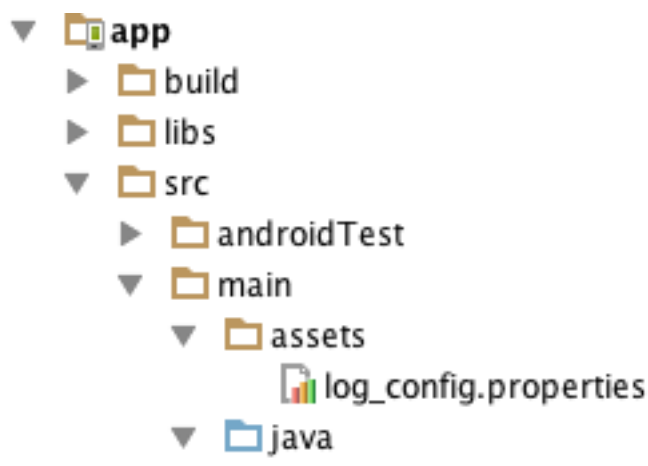 app
build
libs
src
androidTest
main
assets
log_config.properties
java